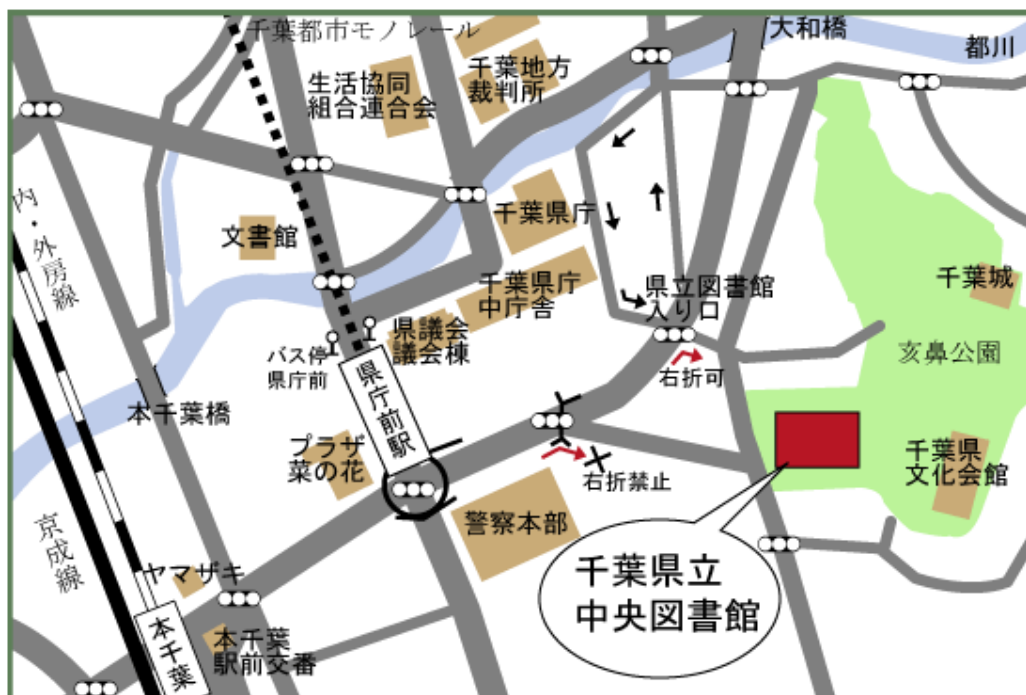 千葉都市モノレール
大和橋
都川
生活協同
組合連合会
千葉地方
裁判所
内・外房線
文書館
千葉県庁
千葉県庁
中庁舎
県立図書館
入り口
千葉城
県議会
議会棟
バス停
県庁前
県庁前駅
右折可
亥鼻公園
本千葉橋
プラザ
菜の花
右折禁止
千葉県
文化会館
警察本部
京成線
ヤマザキ
千葉県立
中央図書館
本千葉
本千葉
駅前交番